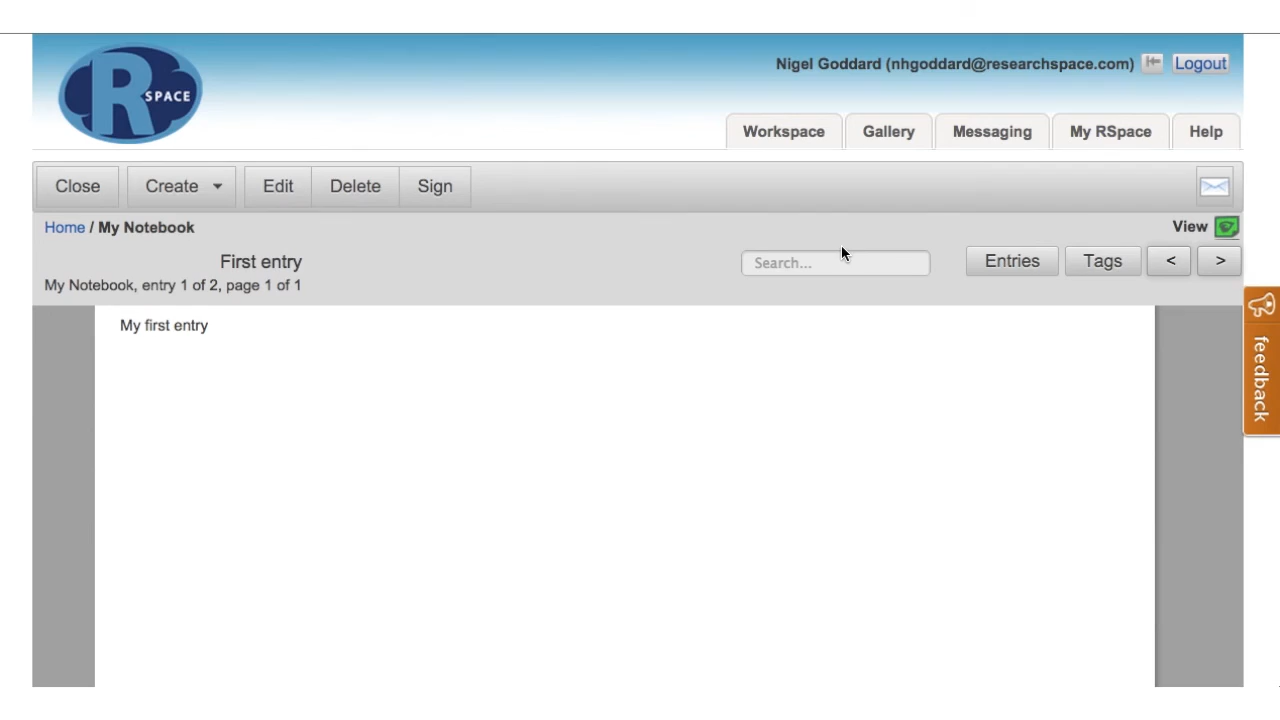 R SPACE
Nigel Goddard (nhgoddard@researchspace.com) Logout
Workspace Gallery Messaging My RSpace Help
Close Create Edit Delete Sign
Home / My Notebook View
First entry Search... Entries Tags < >
My Notebook, entry 1 of 2, page 1 of 1
My first entry
feedback